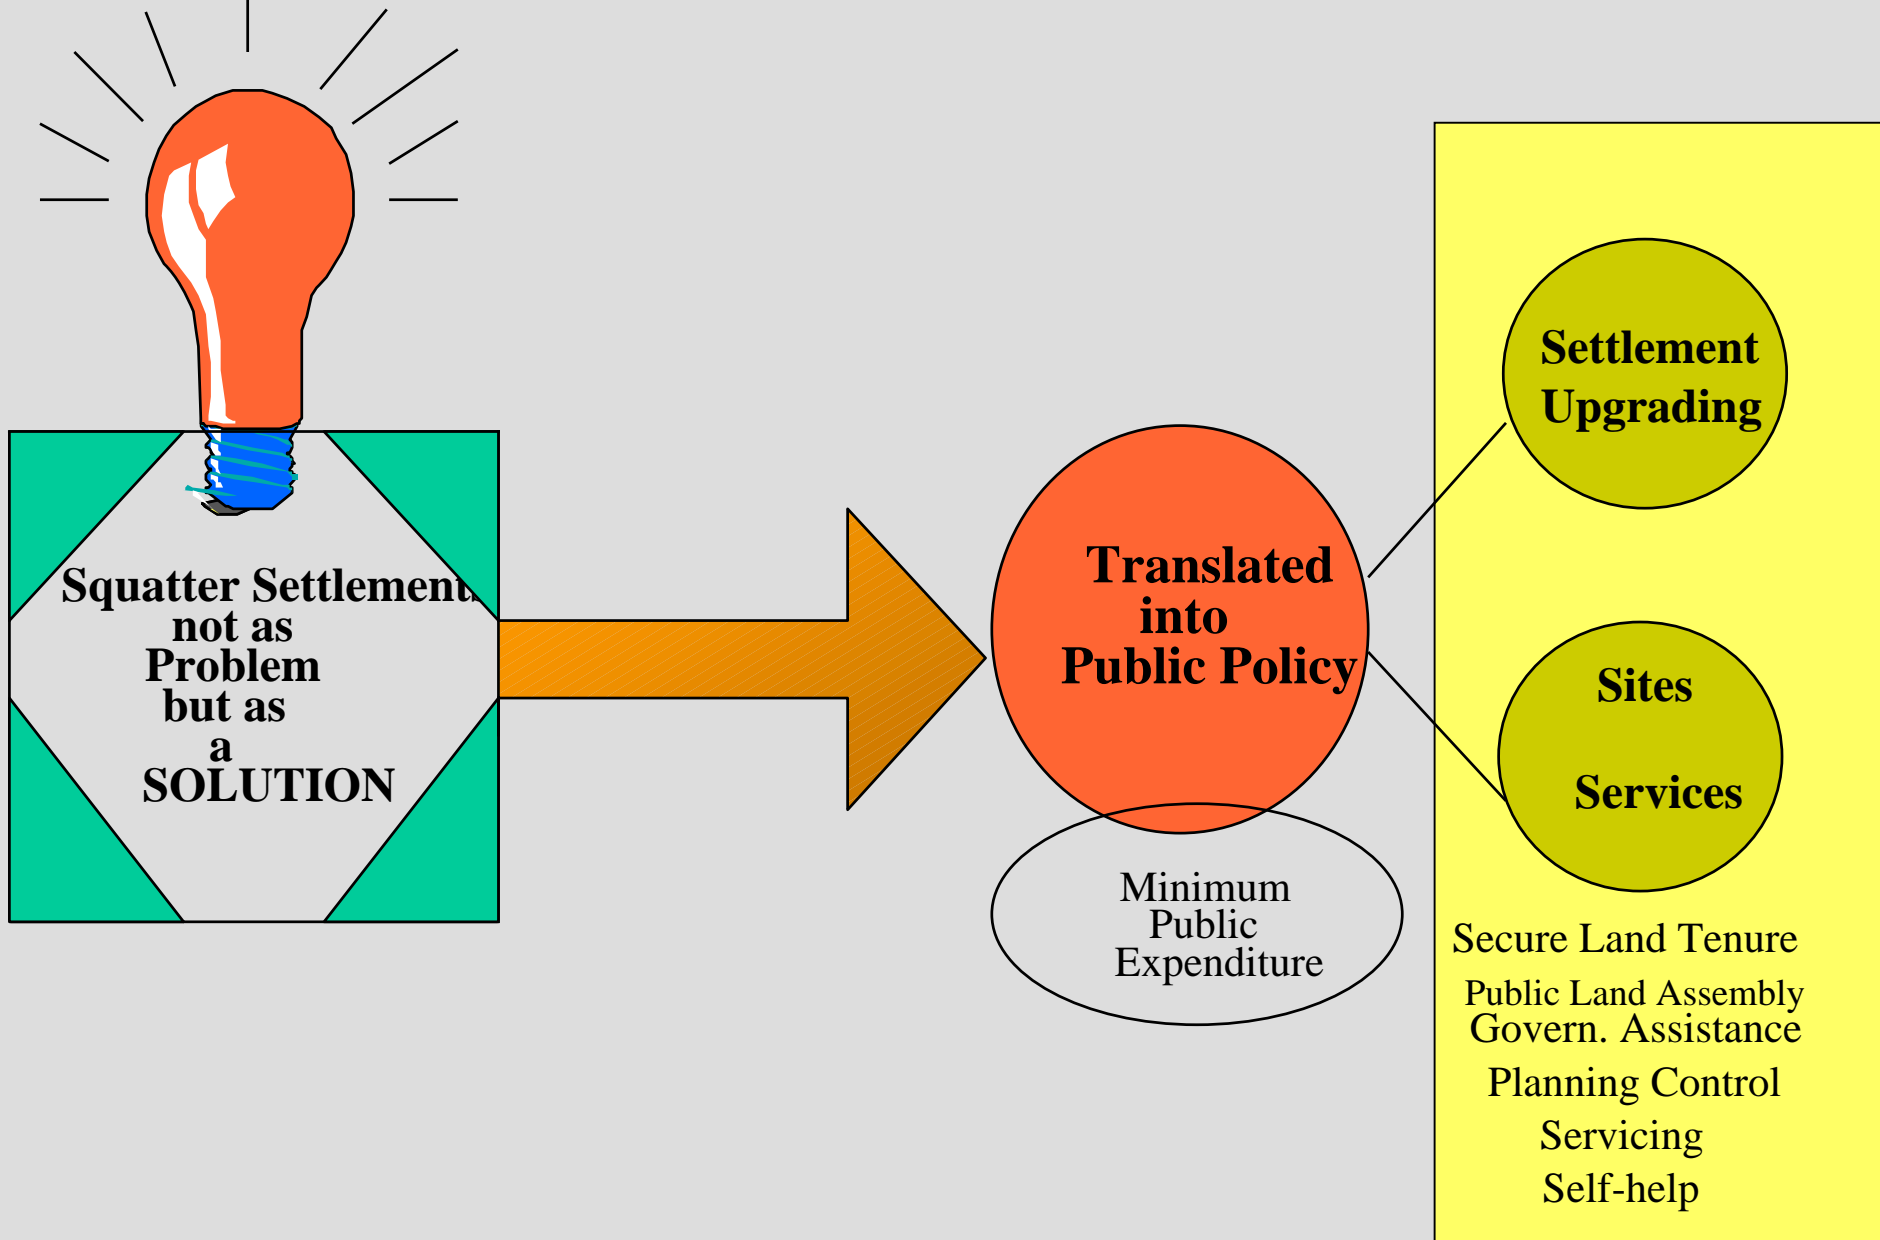 Squatter Settlements
not as
Problem
but as
a
SOLUTION
Translated
into
Public Policy
Minimum
Public
Expenditure
Settlement
Upgrading
Sites
Services
Secure Land Tenure
Public Land Assembly
Govern. Assistance
Planning Control
Servicing
Self-help